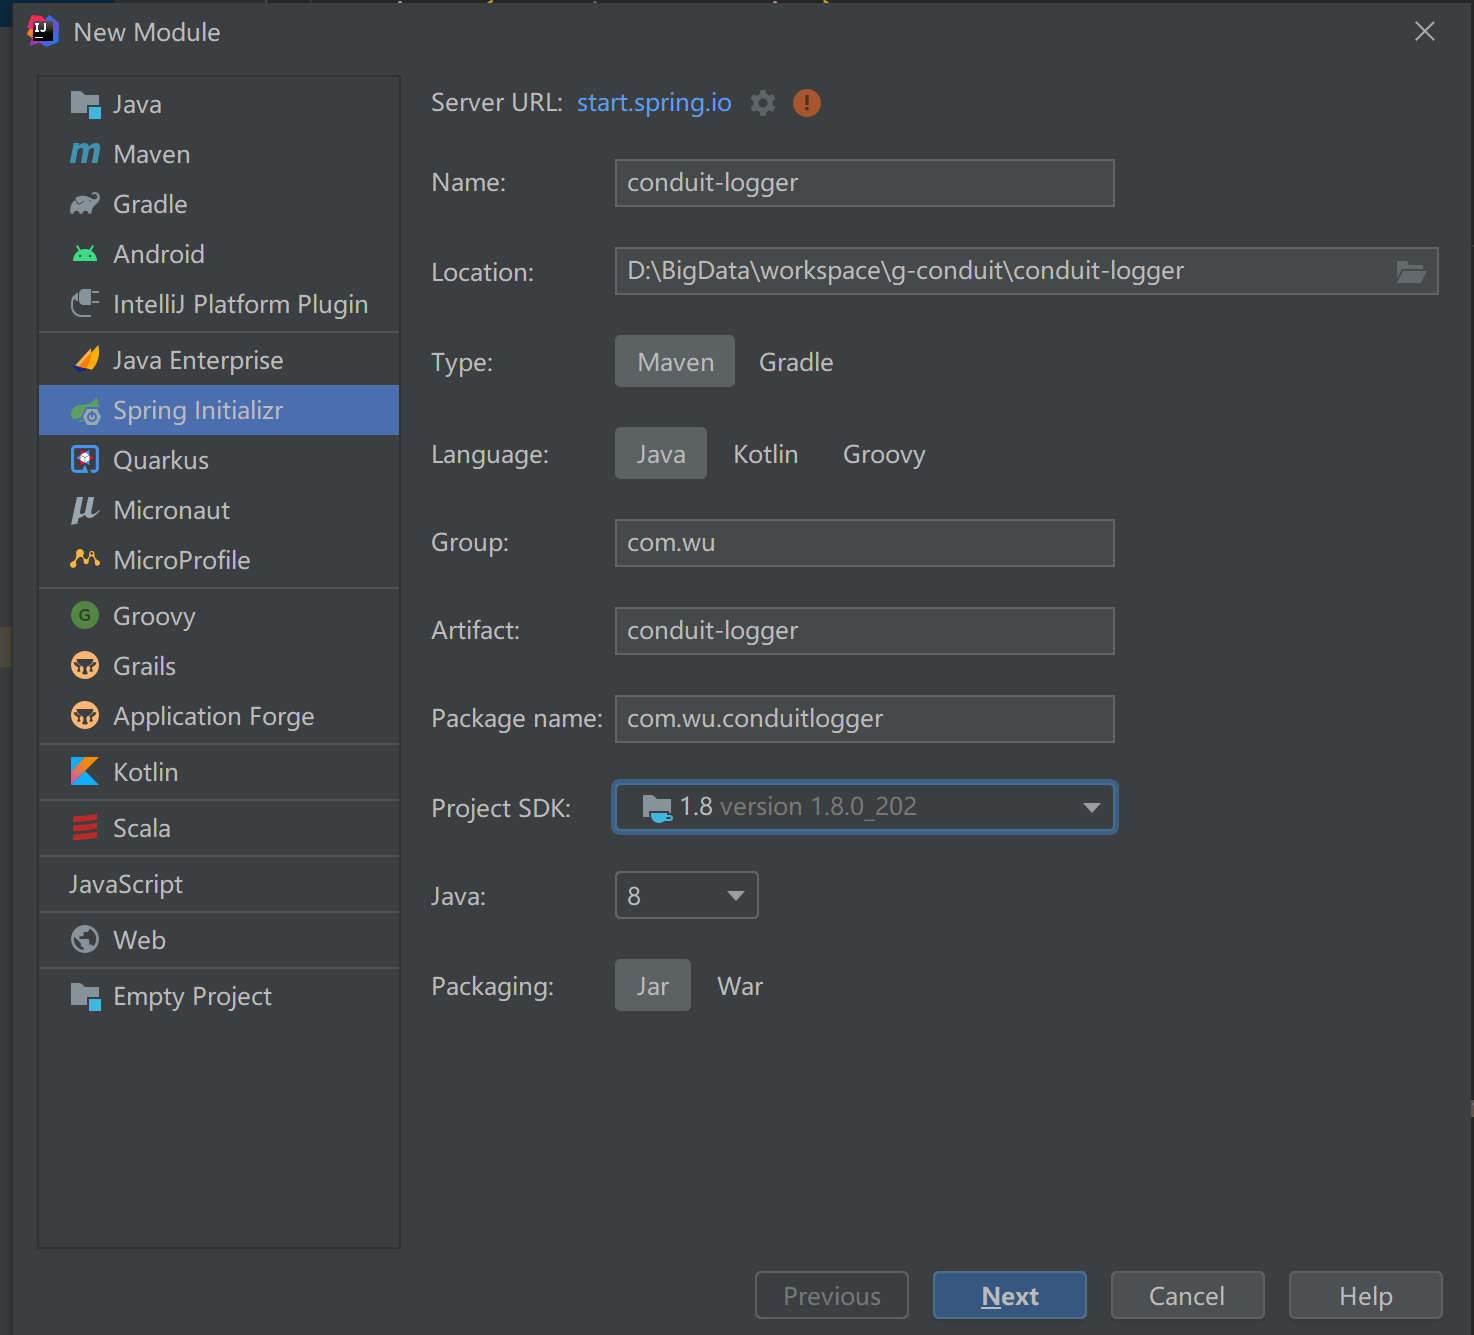 New Module
Java
Maven
Gradle
Android
IntelliJ Platform Plugin
Java Enterprise
Spring Initializr
Quarkus
Micronaut
MicroProfile
Groovy
Grails
Application Forge
Kotlin
Scala
JavaScript
Web
Empty Project
Server URL: start.spring.io
Name: conduit-logger
Location: D:\BigData\workspace\g-conduit\conduit-logger
Type: Maven Gradle
Language: Java Kotlin Groovy
Group: com.wu
Artifact: conduit-logger
Package name: com.wu.conduitlogger
Project SDK: 1.8 version 1.8.0_202
Java: 8
Packaging: Jar War
Previous Next Cancel Help